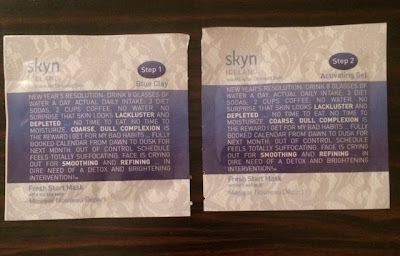 skyn
ICELAND
Step 1
Blue Clay
NEW YEAR'S RESOLUTION: DRINK 8 GLASSES OF
WATER A DAY. ACTUAL DAILY INTAKE: 3 DIET
SODAS, 2 CUPS COFFEE. NO WATER. NO
SURPRISE THAT SKIN LOOKS LACKLUSTER AND
DEPLETED ... NO TIME TO EAT. NO TIME TO
MOISTURIZE. COARSE, DULL COMPLEXION IS
THE REWARD I GET FOR MY BAD HABITS ... FULLY
BOOKED CALENDAR FROM DAWN TO DUSK FOR
NEXT MONTH. OUT OF CONTROL SCHEDULE
FEELS TOTALLY SUFFOCATING. FACE IS CRYING
OUT FOR SMOOTHING AND REFINING ... IN
DIRE NEED OF A DETOX AND BRIGHTENING
INTERVENTION!
Fresh Start Mask
Masque Nouveau Départ
skyn
ICELAND
Step 2
Activating Gel
NEW YEAR'S RESOLUTION: DRINK 8 GLASSES OF
WATER A DAY. ACTUAL DAILY INTAKE: 3 DIET
SODAS, 2 CUPS COFFEE. NO WATER. NO
SURPRISE THAT SKIN LOOKS LACKLUSTER AND
DEPLETED ... NO TIME TO EAT. NO TIME TO
MOISTURIZE. COARSE, DULL COMPLEXION IS
THE REWARD I GET FOR MY BAD HABITS ... FULLY
BOOKED CALENDAR FROM DAWN TO DUSK FOR
NEXT MONTH. OUT OF CONTROL SCHEDULE
FEELS TOTALLY SUFFOCATING. FACE IS CRYING
OUT FOR SMOOTHING AND REFINING ... IN
DIRE NEED OF A DETOX AND BRIGHTENING
INTERVENTION!
Fresh Start Mask
Masque Nouveau Départ